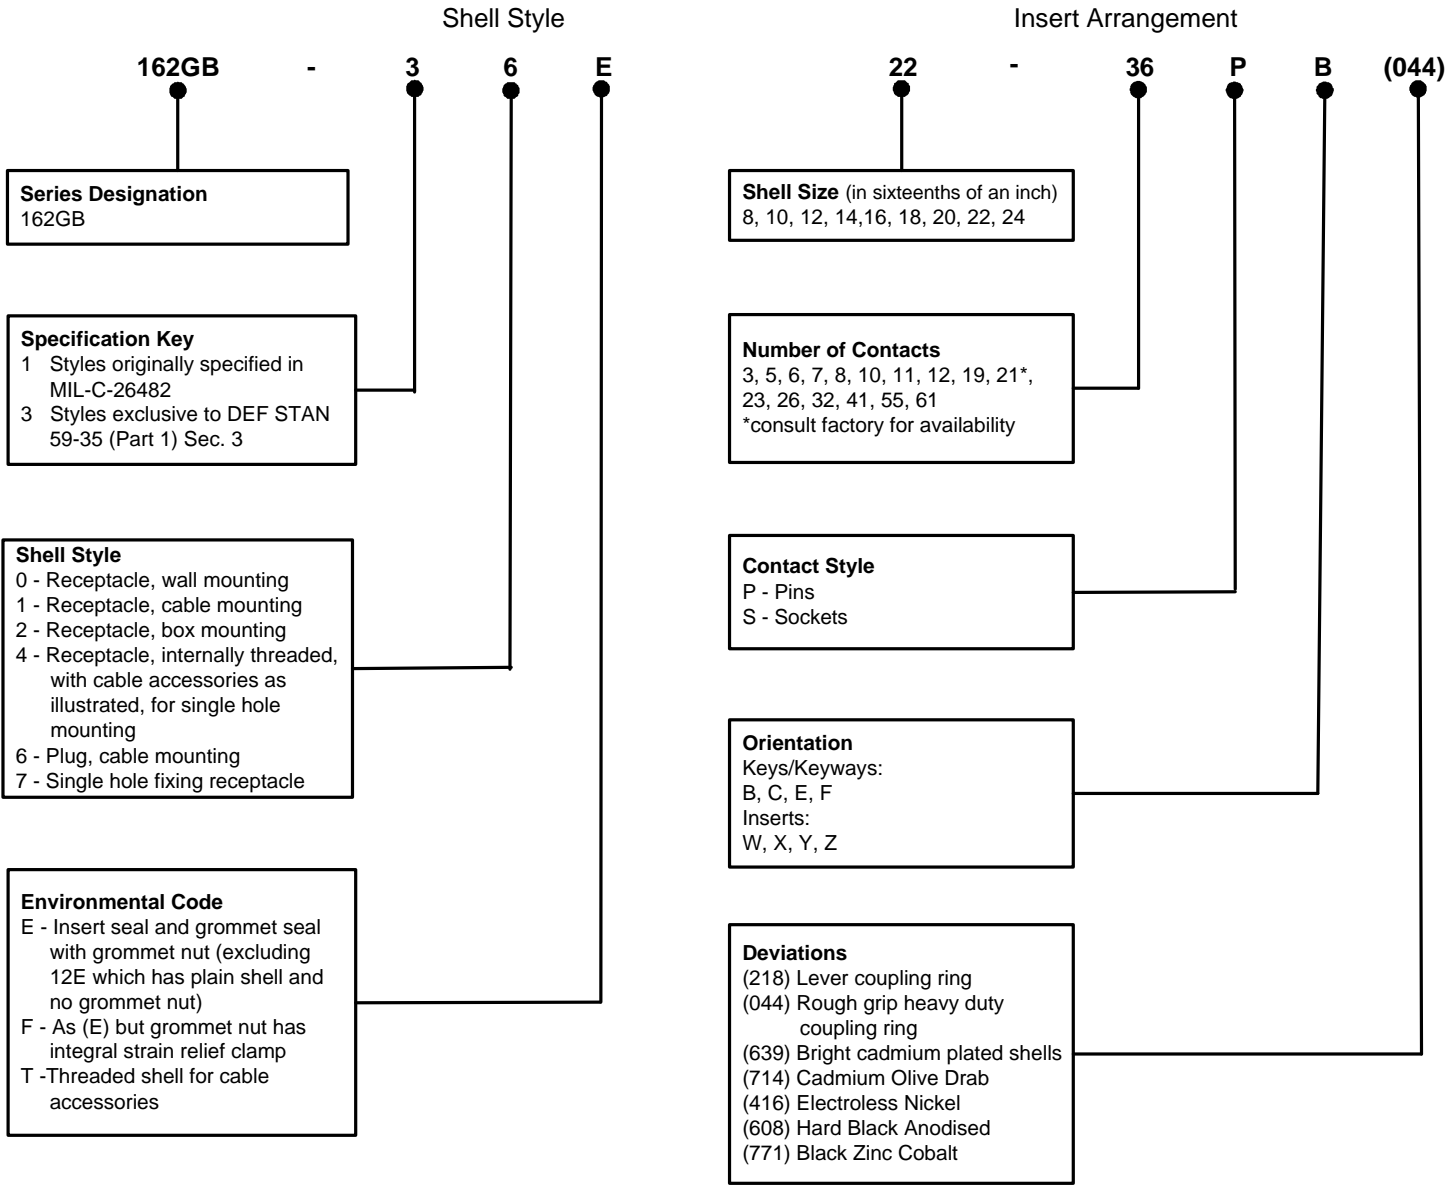 Shell Style
Insert Arrangement
162GB - 3 6 E 22 - 36 P B (044)
Series Designation
162GB
Specification Key
1 Styles originally specified in
MIL-C-26482
3 Styles exclusive to DEF STAN
59-35 (Part 1) Sec. 3
Shell Style
0 - Receptacle, wall mounting
1 - Receptacle, cable mounting
2 - Receptacle, box mounting
4 - Receptacle, internally threaded,
with cable accessories as
illustrated, for single hole
mounting
6 - Plug, cable mounting
7 - Single hole fixing receptacle
Environmental Code
E - Insert seal and grommet seal
with grommet nut (excluding
12E which has plain shell and
no grommet nut)
F - As (E) but grommet nut has
integral strain relief clamp
T -Threaded shell for cable
accessories
Shell Size (in sixteenths of an inch)
8, 10, 12, 14,16, 18, 20, 22, 24
Number of Contacts
3, 5, 6, 7, 8, 10, 11, 12, 19, 21*,
23, 26, 32, 41, 55, 61
*consult factory for availability
Contact Style
P - Pins
S - Sockets
Orientation
Keys/Keyways:
B, C, E, F
Inserts:
W, X, Y, Z
Deviations
(218) Lever coupling ring
(044) Rough grip heavy duty
coupling ring
(639) Bright cadmium plated shells
(714) Cadmium Olive Drab
(416) Electroless Nickel
(608) Hard Black Anodised
(771) Black Zinc Cobalt